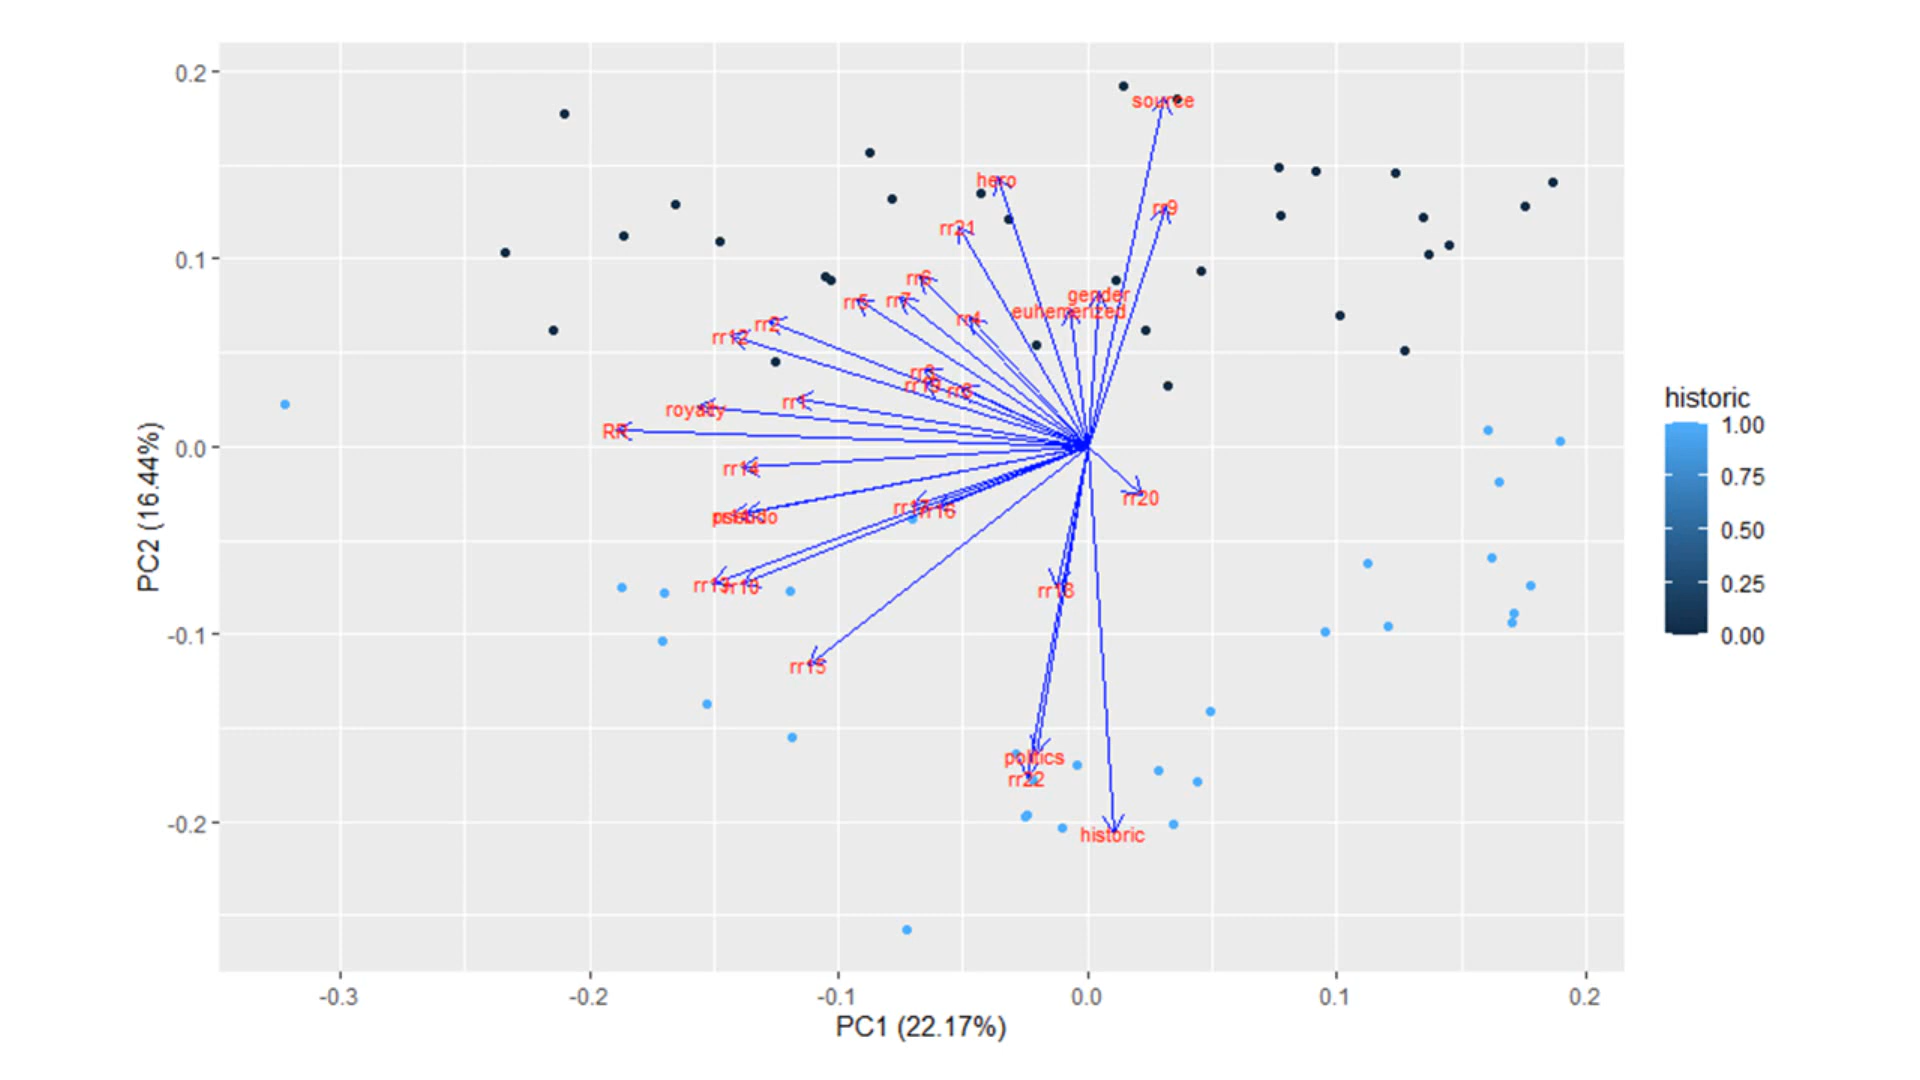 0.2
source
hero
rr9
rr21
0.1
rr6
gender
rr5
rr7
euhemerized
rr4
rr2
rr12
royalty
rr1
RR
0.0
rr14
rr20
rr16
rr18
rr15
-0.1
politics
rr22
-0.2
historic
PC2 (16.44%)
-0.3
-0.2
-0.1
0.0
0.1
0.2
PC1 (22.17%)
historic
1.00
0.75
0.50
0.25
0.00